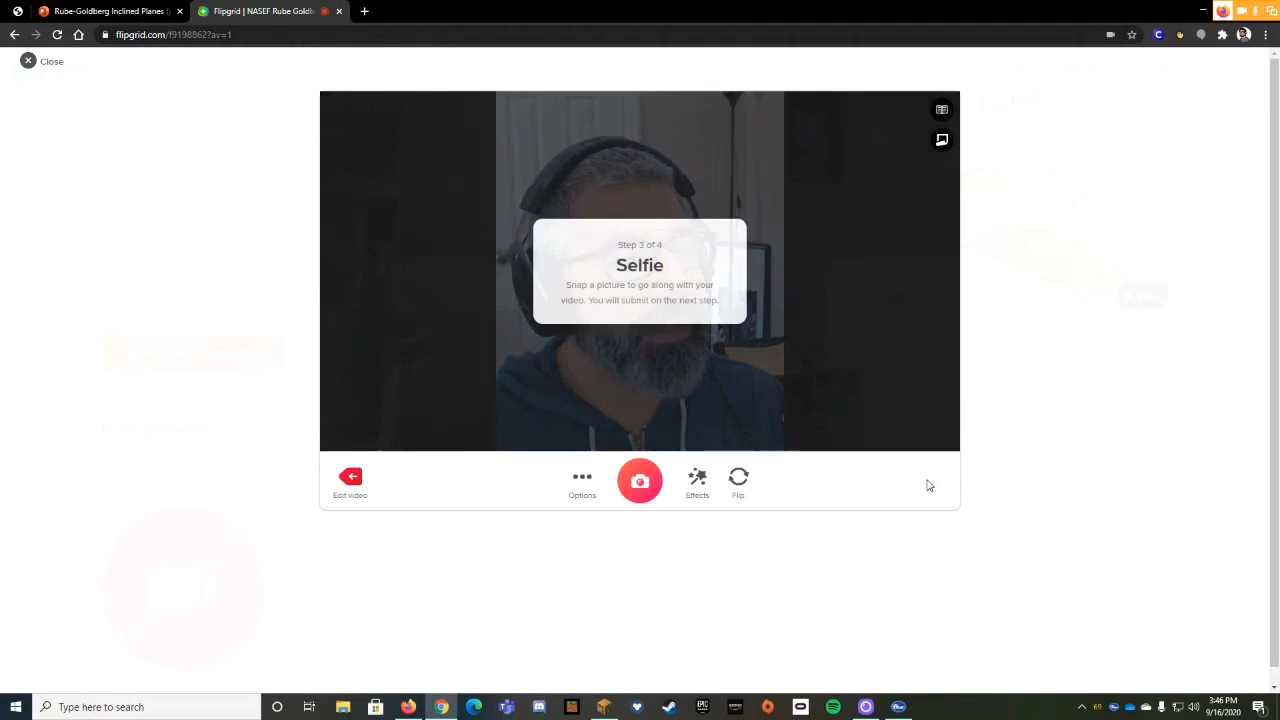 Rube-Goldberg Inclined Planes (
Flipgrid | NASEF Rube Goldb
flipgrid.com/f9198862?av=1
Close
Step 3 of 4
Selfie
Snap a picture to go along with your
video. You will submit on the next step.
Edit video
Options
Effects
Flip
Type here to search
69
3:46 PM
9/16/2020